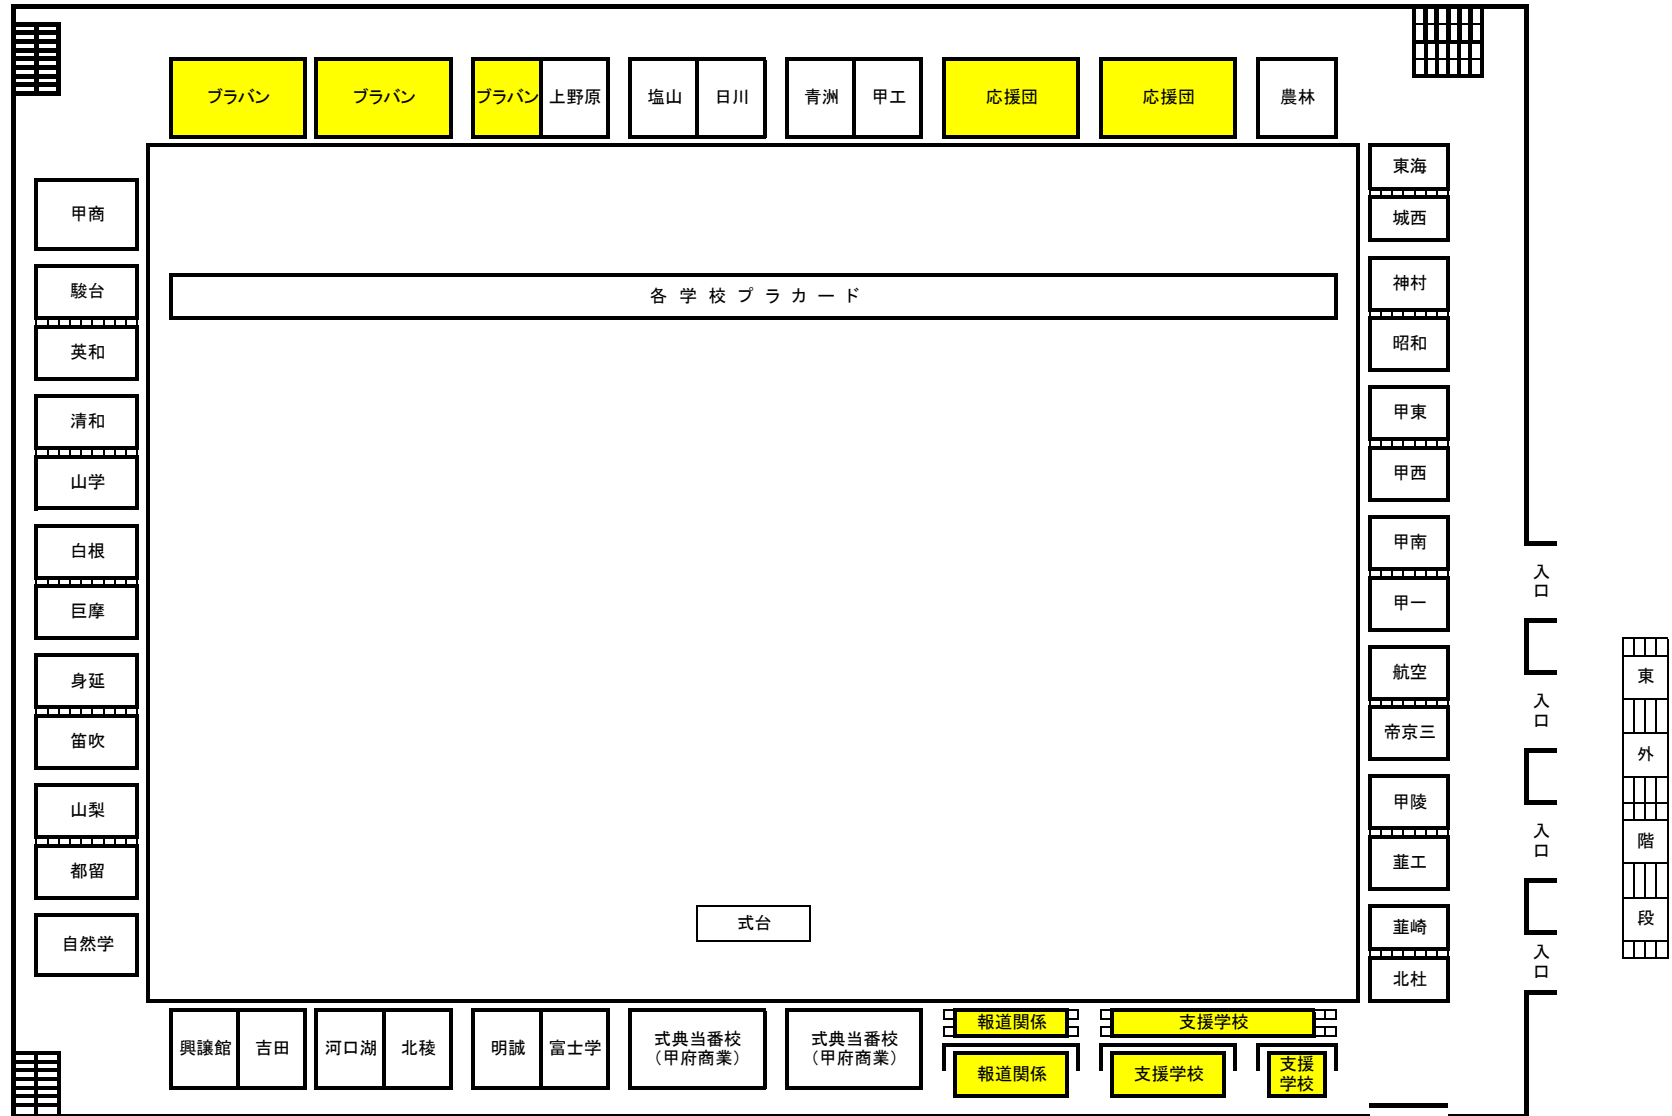 ブラバン
ブラバン
ブラバン
上野原
塩山
日川
青洲
甲工
応援団
応援団
農林
甲商
駿台
英和
清和
山学
白根
巨摩
身延
笛吹
山梨
都留
自然学
各学校プラカード
式台
東海
城西
神村
昭和
甲東
甲西
甲南
甲一
航空
帝京三
甲陵
韮工
韮崎
北杜
入口
入口
入口
入口
東外階段
興譲館
吉田
河口湖
北稜
明誠
富士学
式典当番校
（甲府商業）
式典当番校
（甲府商業）
報道関係
支援学校
報道関係
支援学校
支援
学校